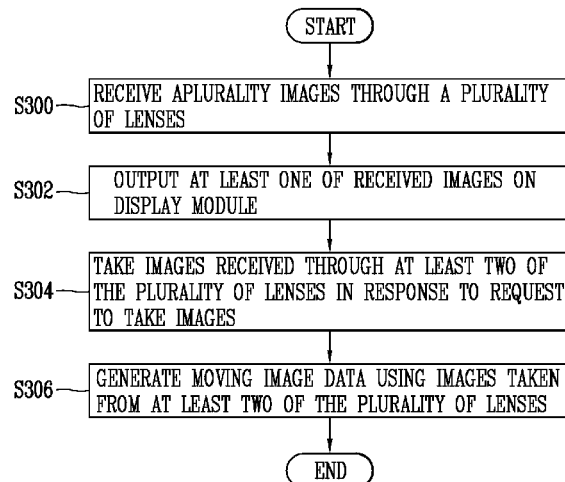 START
S300
RECEIVE APLURALITY IMAGES THROUGH A PLURALITY
OF LENSES
S302
OUTPUT AT LEAST ONE OF RECEIVED IMAGES ON
DISPLAY MODULE
S304
TAKE IMAGES RECEIVED THROUGH AT LEAST TWO OF
THE PLURALITY OF LENSES IN RESPONSE TO REQUEST
TO TAKE IMAGES
S306
GENERATE MOVING IMAGE DATA USING IMAGES TAKEN
FROM AT LEAST TWO OF THE PLURALITY OF LENSES
END